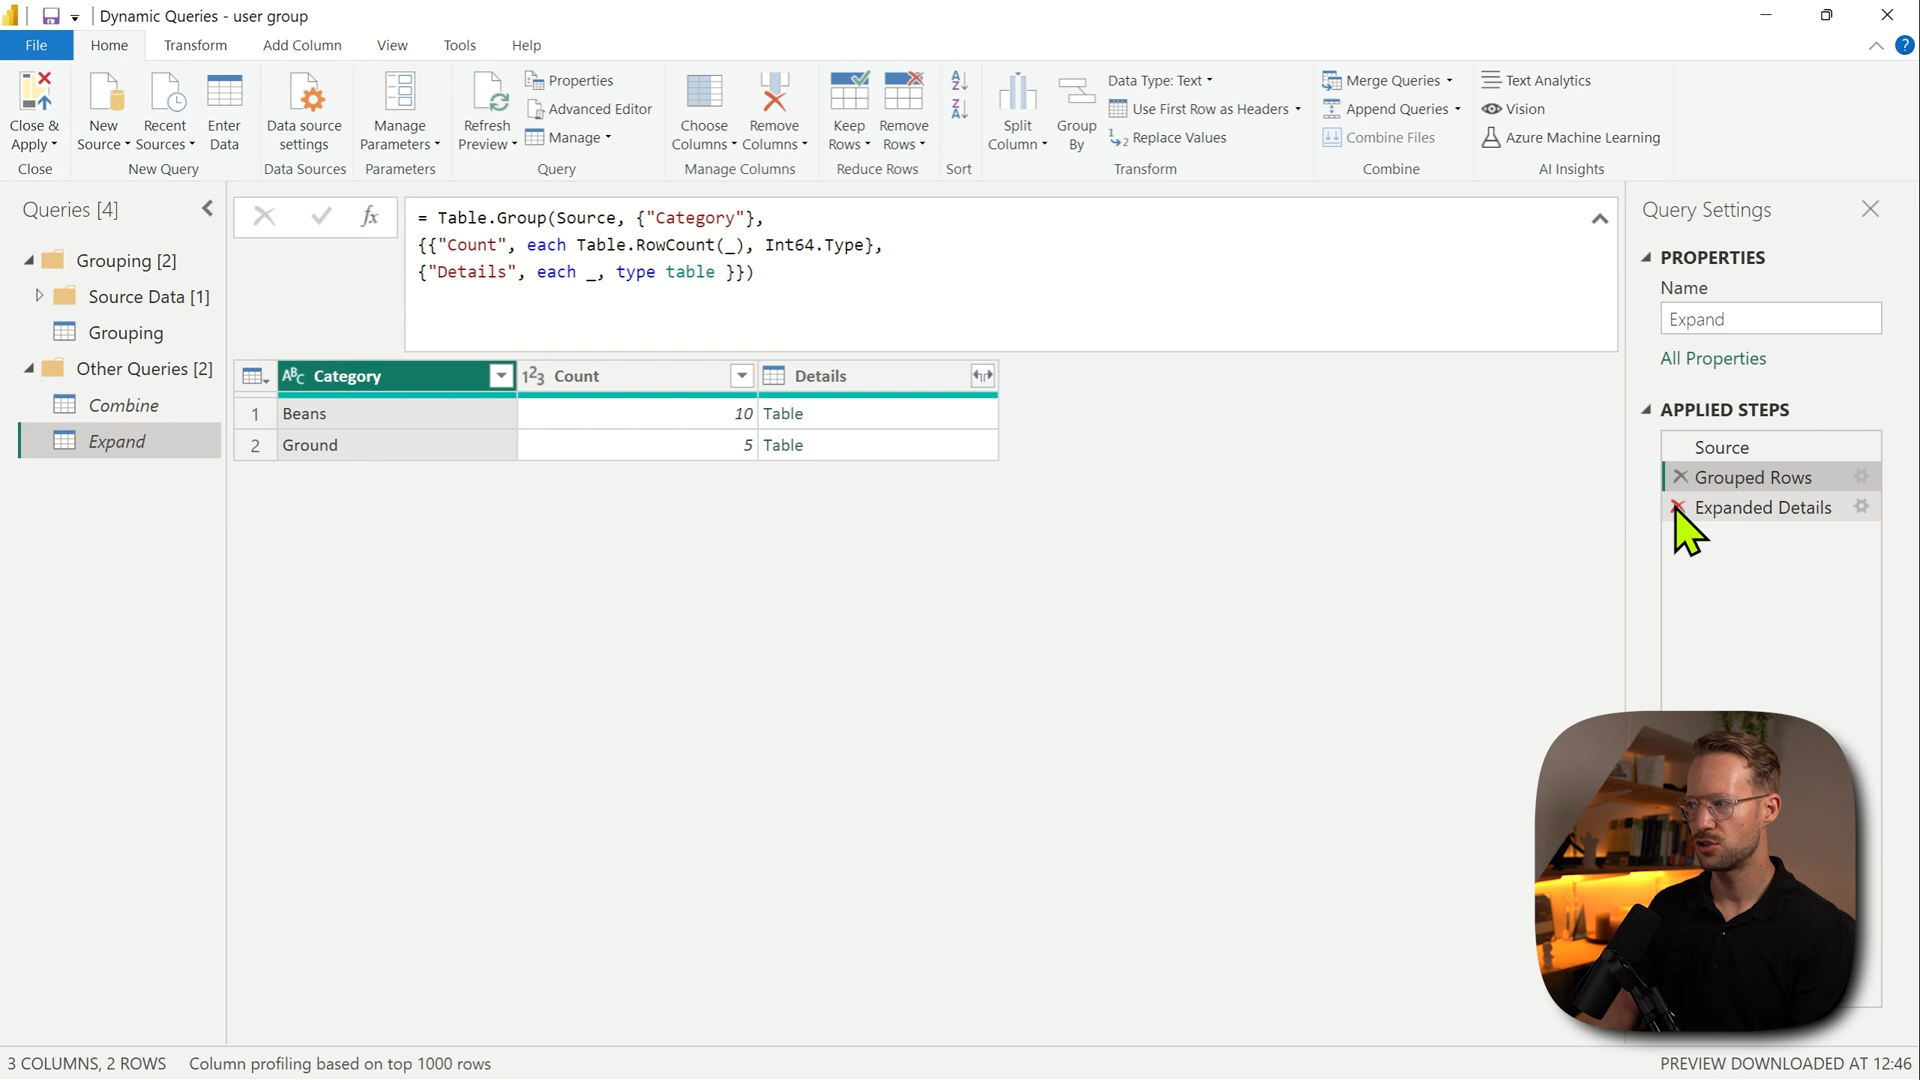 Dynamic Queries - user group
File
Home
Transform
Add Column
View
Tools
Help
?
Close &
Apply
Close
New
Source
Recent
Sources
Enter
Data
New Query
Data source
settings
Data Sources
Manage
Parameters
Parameters
Refresh
Preview
Properties
Advanced Editor
Manage
Query
Choose
Columns
Remove
Columns
Manage Columns
Keep
Rows
Remove
Rows
Reduce Rows
A
Z
Z
A
Sort
Split
Column
Group
By
Data Type: Text
Use First Row as Headers
1
2
Replace Values
Transform
Merge Queries
Append Queries
Combine Files
Combine
Text Analytics
Vision
Azure Machine Learning
AI Insights
Queries [4]
Grouping [2]
Source Data [1]
Grouping
Other Queries [2]
Combine
Expand
fx
= Table.Group(Source, {"Category"},
{{"Count", each Table.RowCount(_), Int64.Type},
{"Details", each _, type table }})
ABC Category 123 Count Details
1 Beans 10 Table
2 Ground 5 Table
Query Settings
PROPERTIES
Name
Expand
All Properties
APPLIED STEPS
Source
Grouped Rows
Expanded Details
3 COLUMNS, 2 ROWS
Column profiling based on top 1000 rows
PREVIEW DOWNLOADED AT 12:46